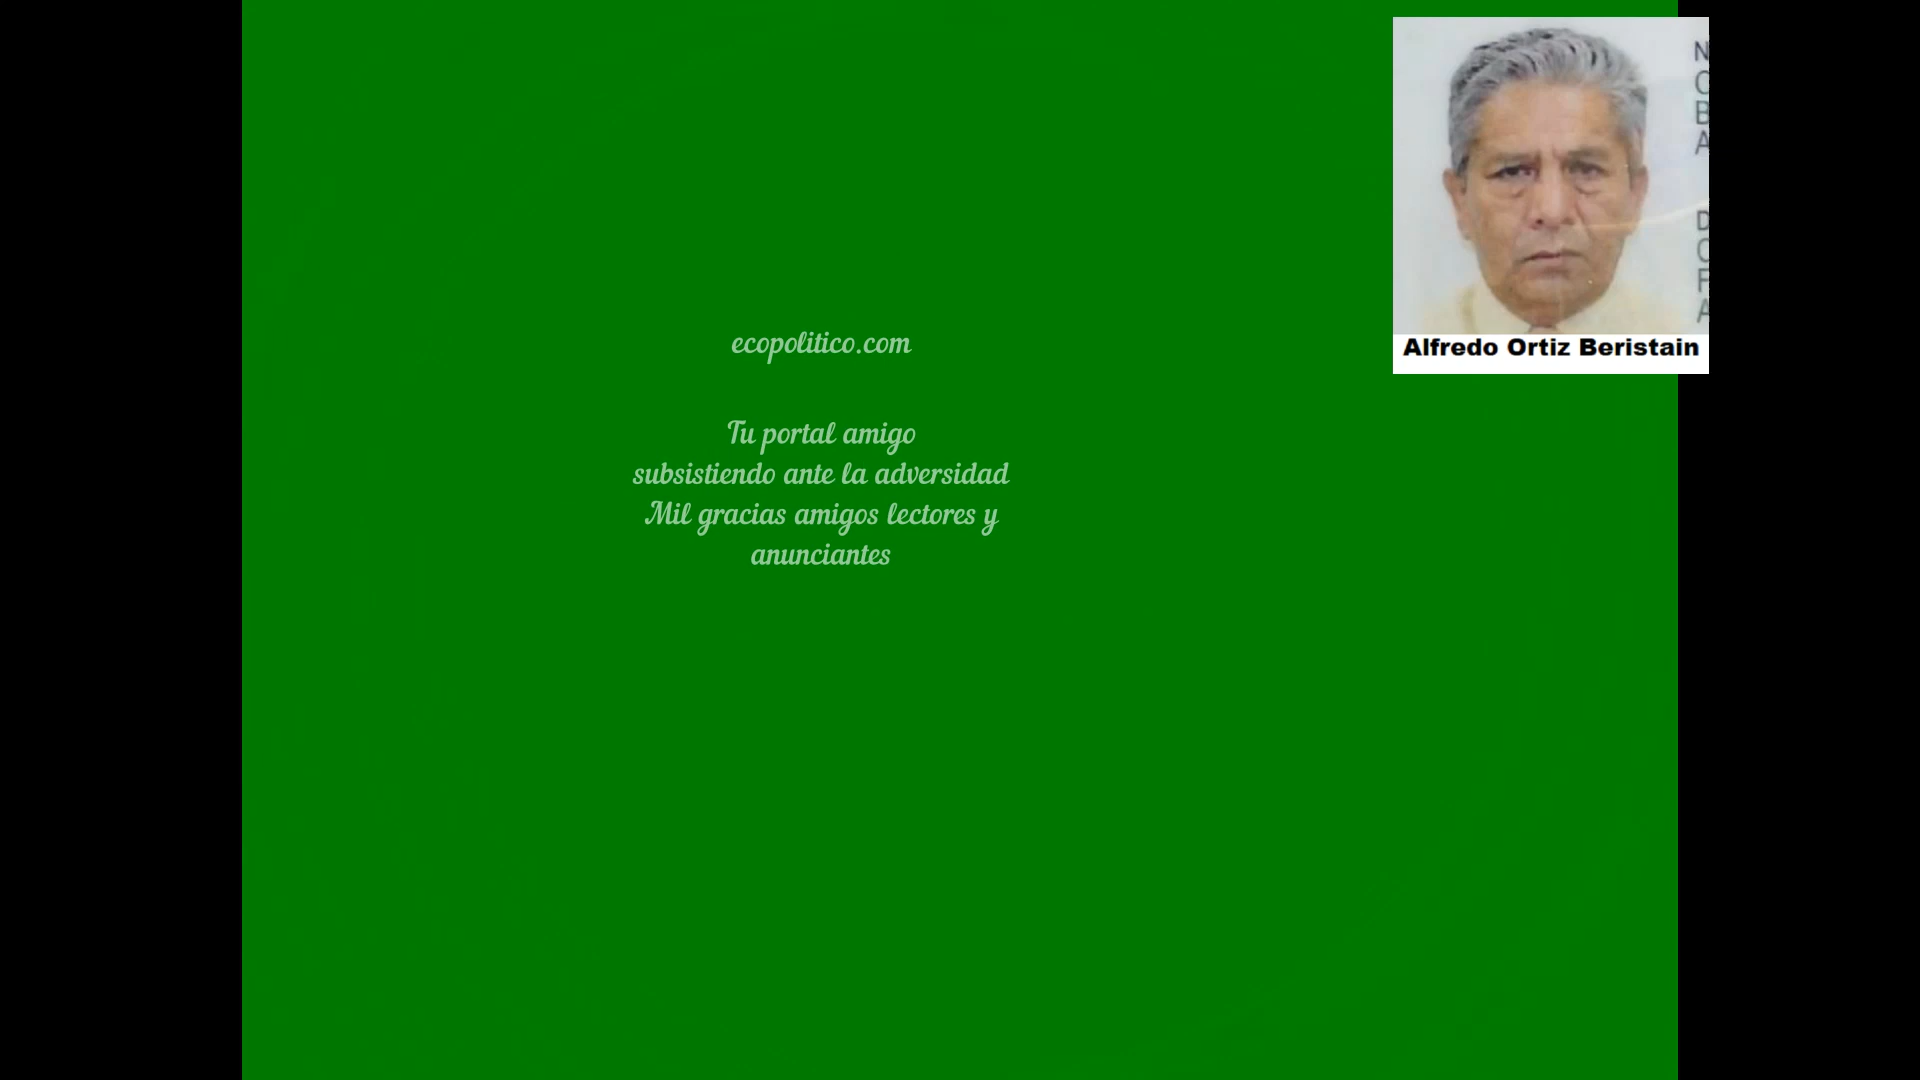 ecopolitico.com
Tu portal amigo
subsistiendo ante la adversidad
Mil gracias amigos lectores y
anunciantes
N
O
B
A
D
O
F
A
Alfredo Ortiz Beristain